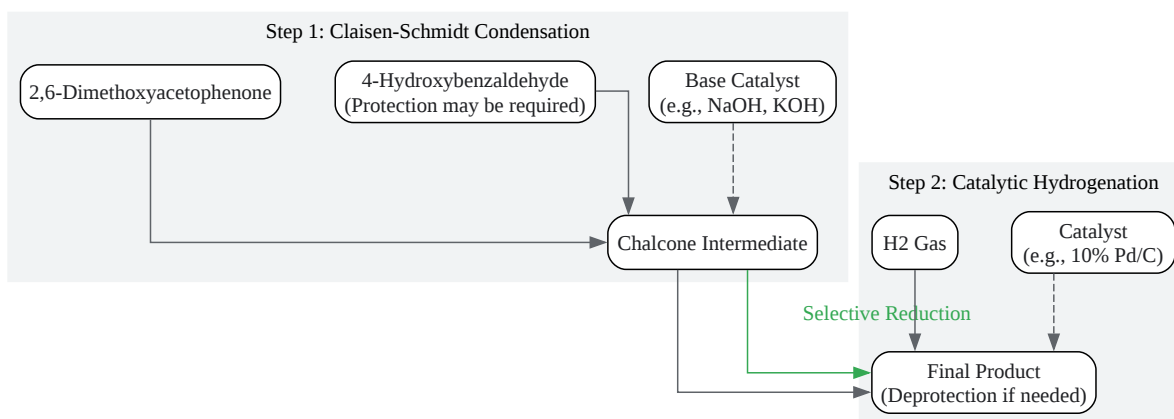 Step 1: Claisen-Schmidt Condensation
2,6-Dimethoxyacetophenone
4-Hydroxybenzaldehyde
(Protection may be required)
Base Catalyst
(e.g., NaOH, KOH)
Step 2: Catalytic Hydrogenation
Chalcone Intermediate
H2 Gas
Catalyst
(e.g., 10% Pd/C)
Selective Reduction
Final Product
(Deprotection if needed)